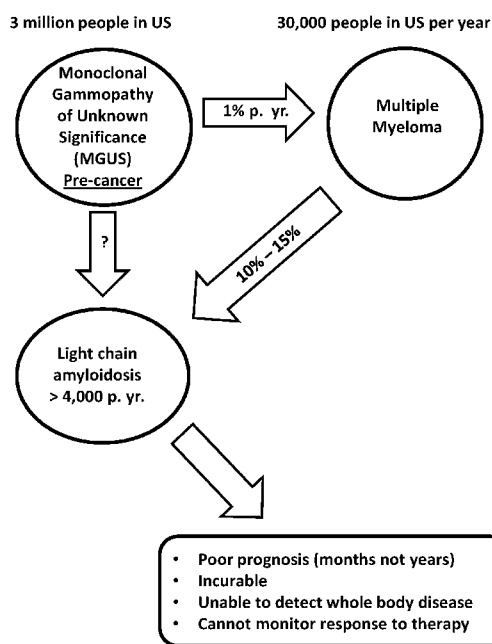 3 million people in US
30,000 people in US per year
Monoclonal
Gammopathy
of Unknown
Significance
(MGUS)
Pre-cancer
1% p. yr.
Multiple
Myeloma
?
10% – 15%
Light chain
amyloidosis
> 4,000 p. yr.
• Poor prognosis (months not years)
• Incurable
• Unable to detect whole body disease
• Cannot monitor response to therapy